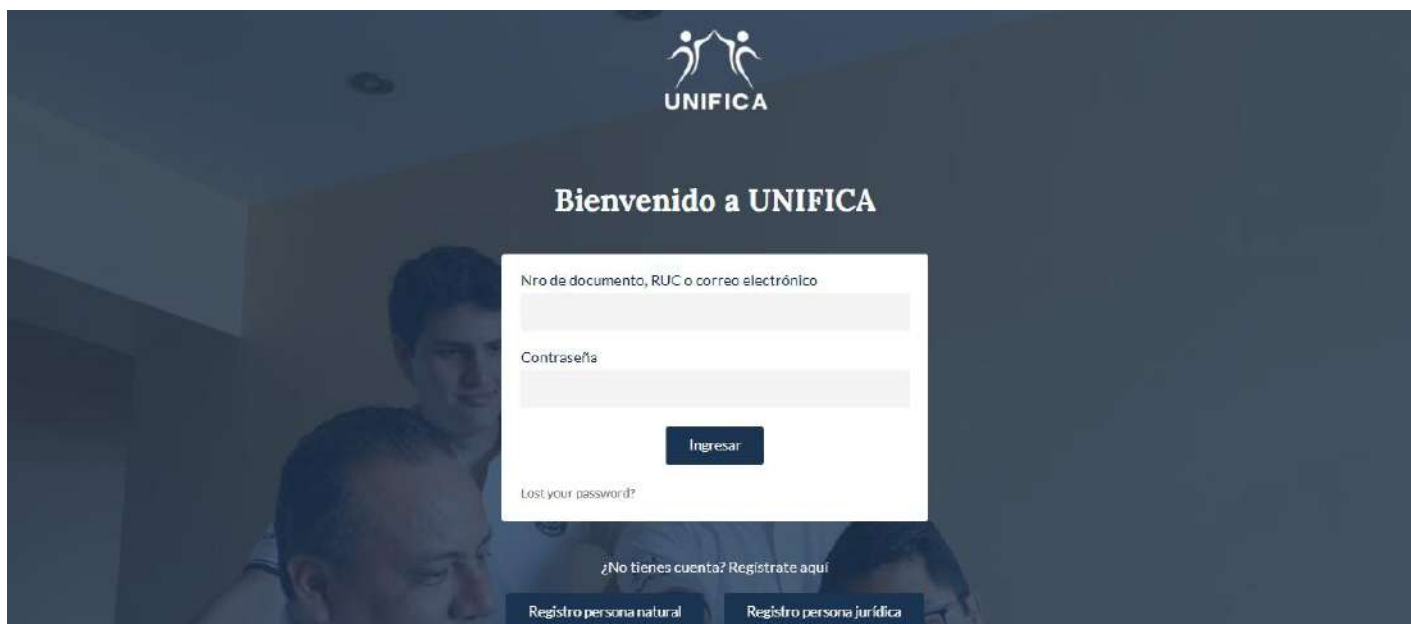 UNIFICA
Bienvenido a UNIFICA
Nro de documento, RUC o correo electrónico
Contraseña
Ingresar
Lost your password?
¿No tienes cuenta? Regístrate aquí
Registro persona natural
Registro persona jurídica